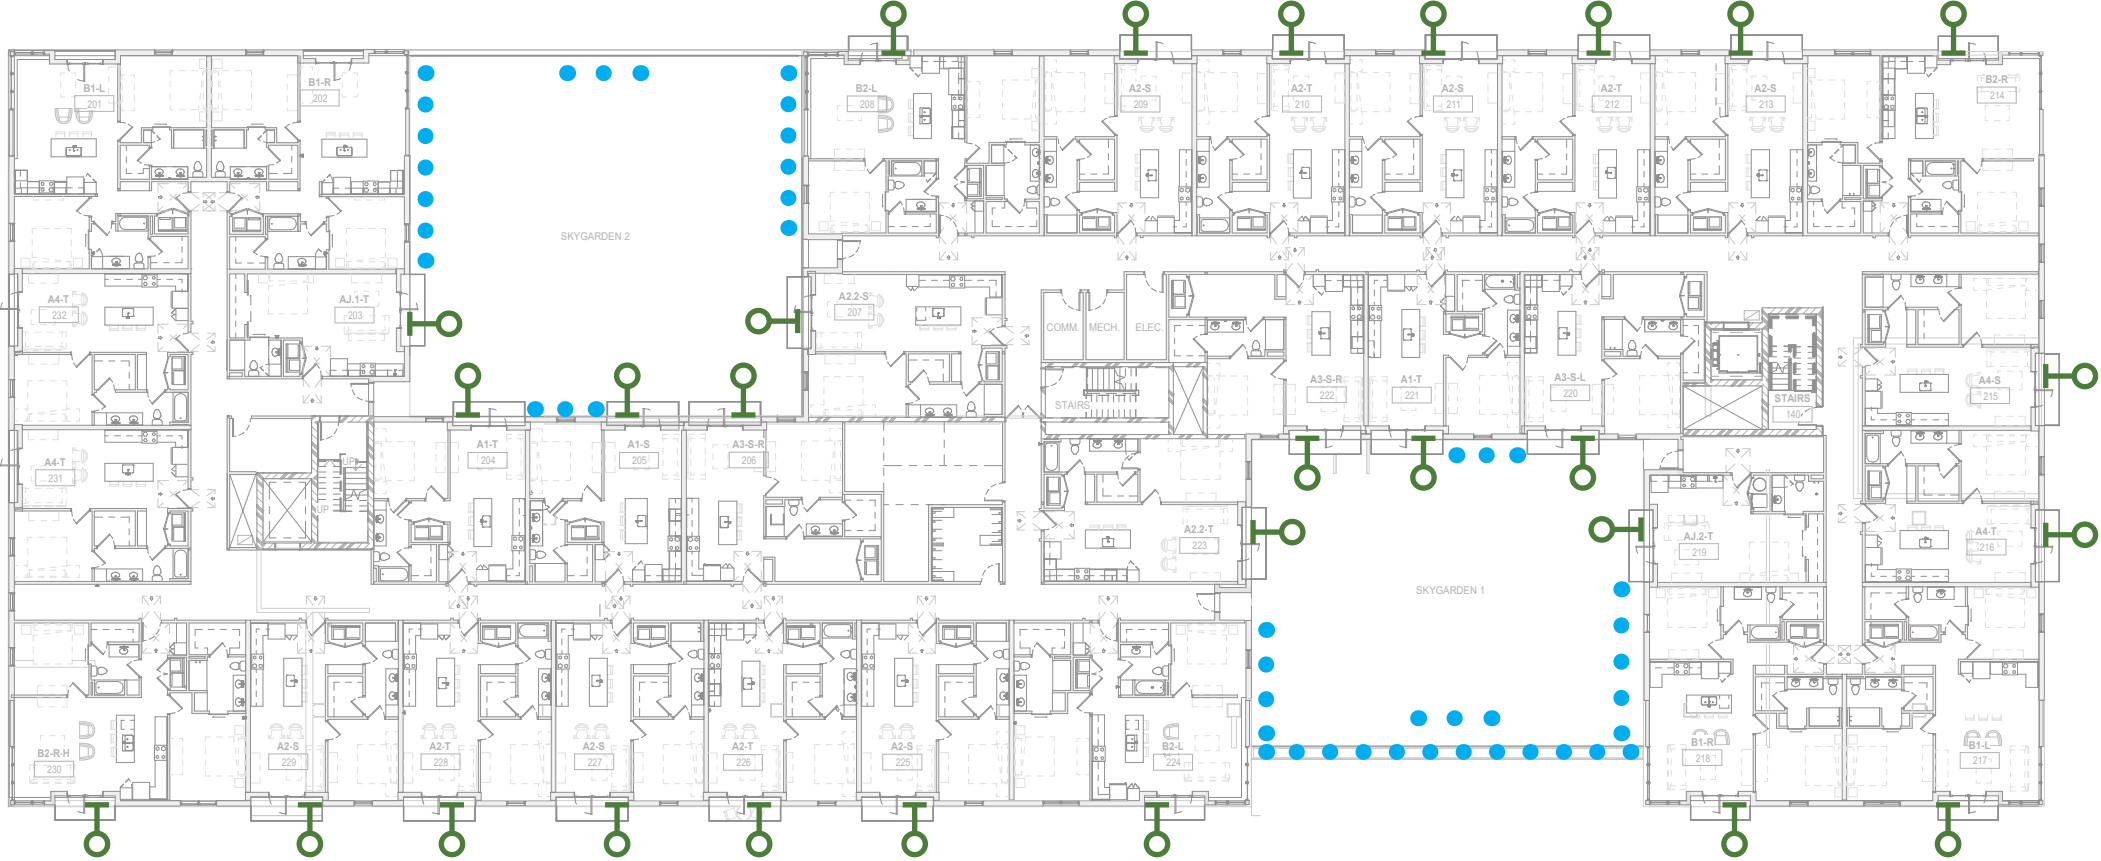 B1-L
201
B1-R
202
B2-L
208
A2-S
209
A2-T
210
A2-S
211
A2-T
212
A2-S
213
B2-R
214
SKYGARDEN 2
A4-T
232
AJ.1-T
203
A2.2-S
207
COMM.
MECH.
ELEC.
STAIRS
A3-S-R
222
A1-T
221
A3-S-L
220
STAIRS
140
A4-S
215
A4-T
231
UP
UP
A1-T
204
A1-S
205
A3-S-R
206
A2.2-T
223
AJ.2-T
219
A4-T
216
SKYGARDEN 1
B2-R-H
230
A2-S
229
A2-T
228
A2-S
227
A2-T
226
A2-S
225
B2-L
224
B1-R
218
B1-L
217